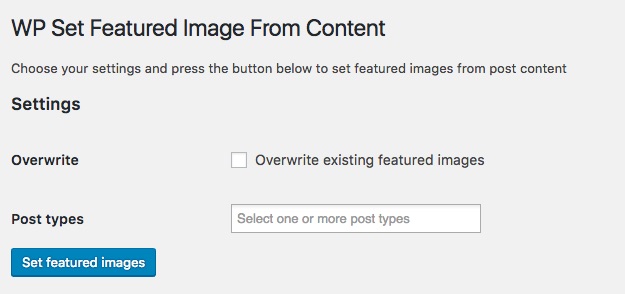 WP Set Featured Image From Content
Choose your settings and press the button below to set featured images from post content
Settings
Overwrite
Overwrite existing featured images
Post types
Select one or more post types
Set featured images